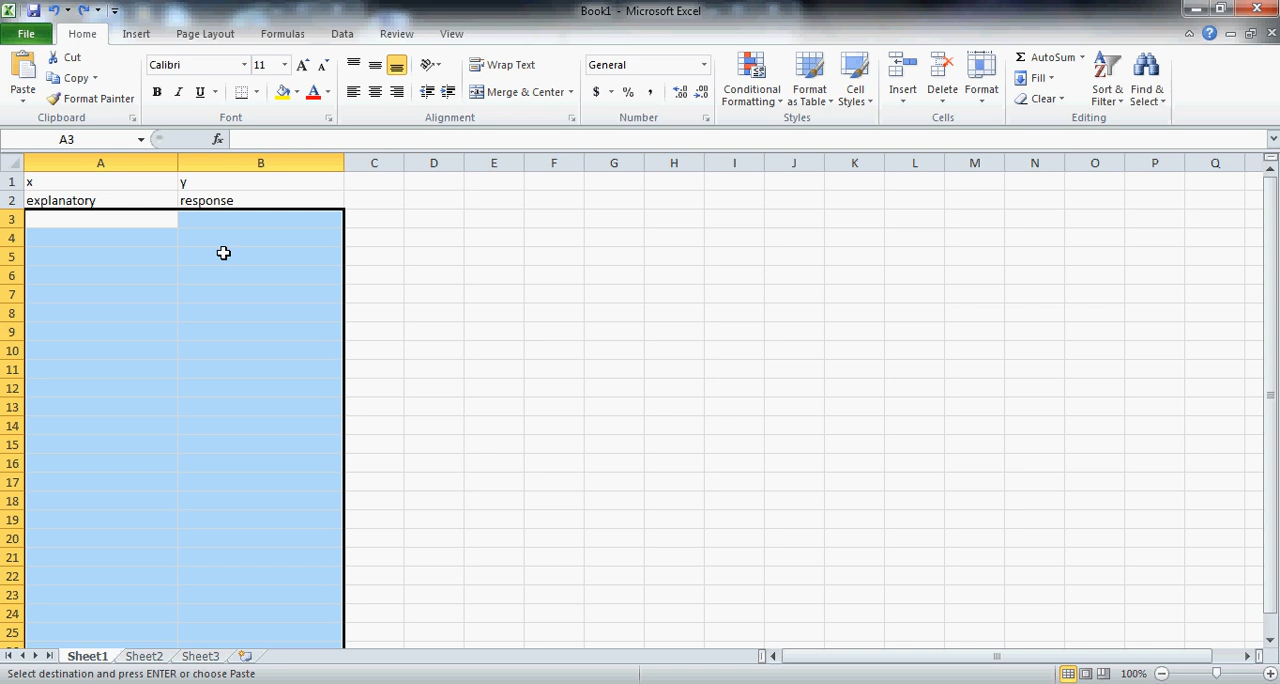 Book1 - Microsoft Excel
File Home Insert Page Layout Formulas Data Review View
Paste
Cut
Copy
Format Painter
Clipboard
Calibri 11
B I U
Font
Wrap Text
Merge & Center
Alignment
General
$ % ,
Number
Conditional Formatting
Format as Table
Cell Styles
Styles
Insert
Delete
Format
Cells
AutoSum
Fill
Clear
Sort & Filter
Find & Select
Editing
A3 fx
A B C D E F G H I J K L M N O P Q
1 x y
2 explanatory response
3
4
5
6
7
8
9
10
11
12
13
14
15
16
17
18
19
20
21
22
23
24
25
Sheet1 Sheet2 Sheet3
Select destination and press ENTER or choose Paste 100%